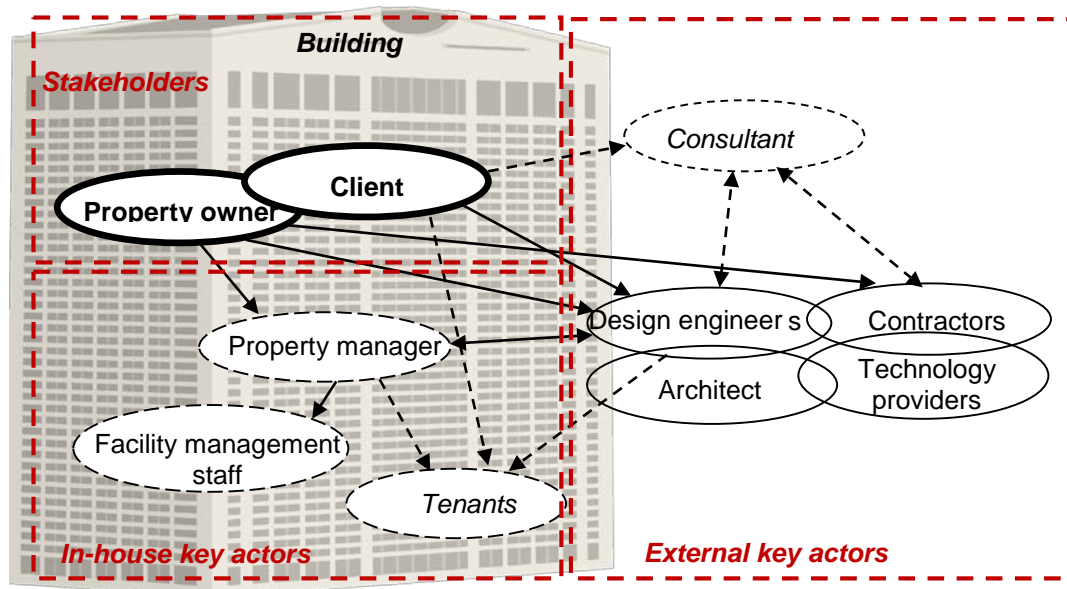 Building
Stakeholders
Consultant
Client
Property owner
Design engineer s
Contractors
Property manager
Architect
Technology
providers
Facility management
staff
Tenants
In-house key actors
External key actors